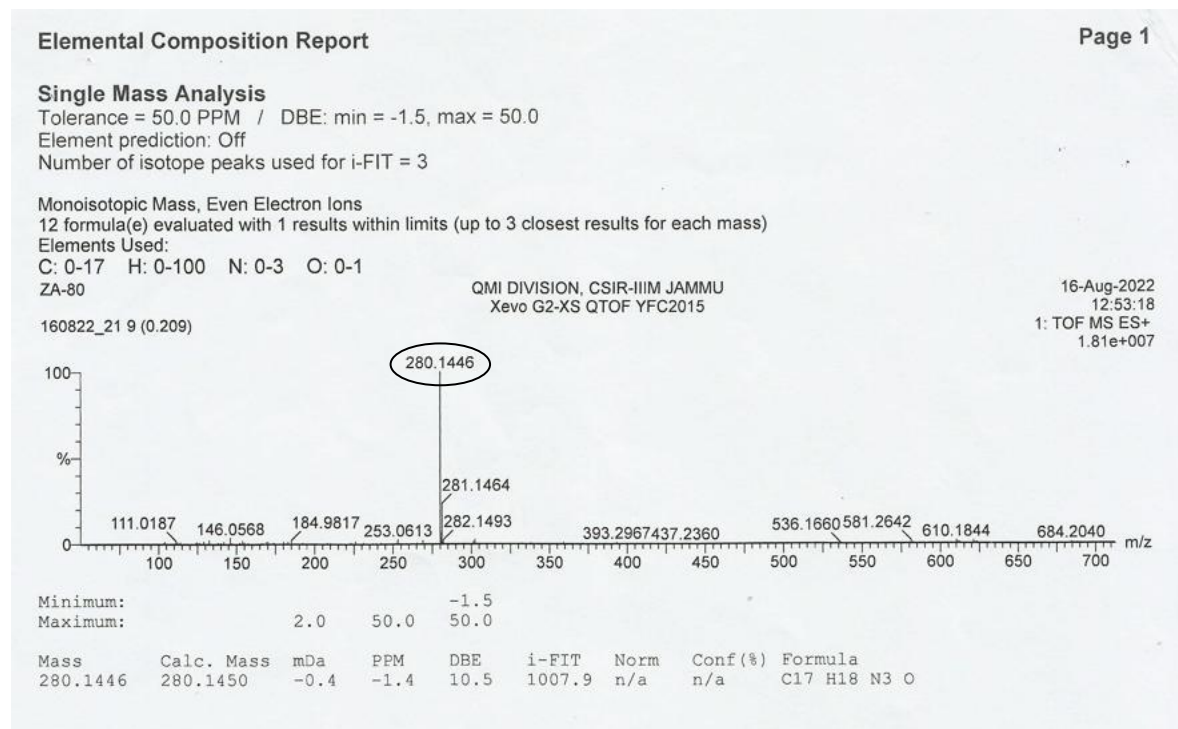 Elemental Composition Report Page 1
Single Mass Analysis
Tolerance = 50.0 PPM / DBE: min = -1.5, max = 50.0
Element prediction: Off
Number of isotope peaks used for i-FIT = 3
Monoisotopic Mass, Even Electron Ions
12 formula(e) evaluated with 1 results within limits (up to 3 closest results for each mass)
Elements Used:
C: 0-17 H: 0-100 N: 0-3 O: 0-1
ZA-80 QMI DIVISION, CSIR-IIIM JAMMU 16-Aug-2022
Xevo G2-XS QTOF YFC2015 12:53:18
160822_21 9 (0.209) 1: TOF MS ES+
1.81e+007
280.1446
100
%
281.1464
111.0187 146.0568 184.9817 253.0613 282.1493 393.2967 437.2360 536.1660 581.2642 610.1844 684.2040
0 m/z
100 150 200 250 300 350 400 450 500 550 600 650 700
Minimum: -1.5
Maximum: 2.0 50.0 50.0
Mass Calc. Mass mDa PPM DBE i-FIT Norm Conf(%) Formula
280.1446 280.1450 -0.4 -1.4 10.5 1007.9 n/a n/a C17 H18 N3 O